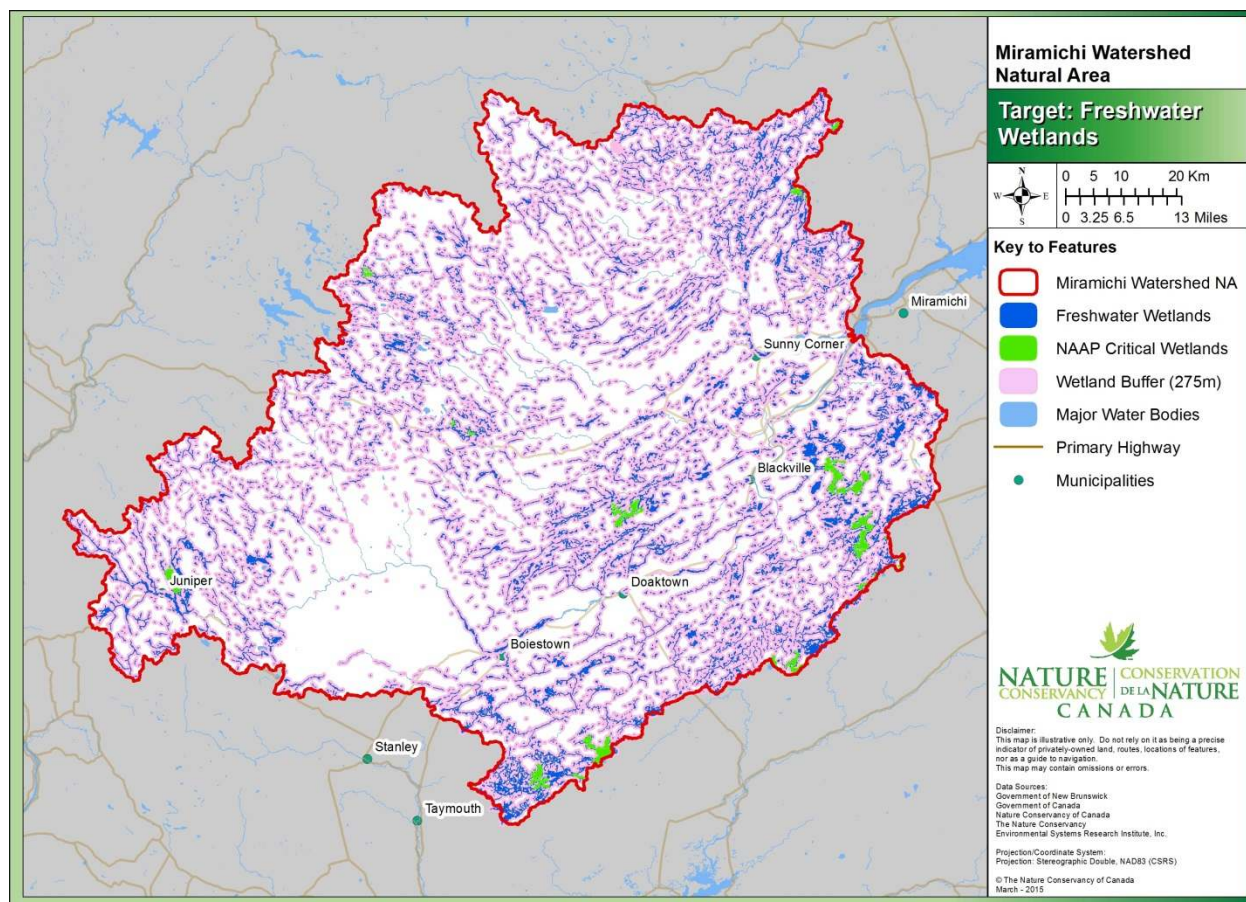 Miramichi Watershed
Natural Area
Target: Freshwater
Wetlands
N
W E
S
0 5 10 20 Km
0 3.25 6.5 13 Miles
Key to Features
Miramichi Watershed NA
Freshwater Wetlands
NAAP Critical Wetlands
Wetland Buffer (275m)
Major Water Bodies
Primary Highway
Municipalities
Miramichi
Sunny Corner
Blackville
Juniper
Doaktown
Boiestown
Stanley
Taymouth
NATURE CONSERVATION
CONSERVANCY DE LA NATURE
CANADA
Disclaimer:
This map is illustrative only. Do not rely on it as being a precise
indicator of privately-owned land, routes, locations of features,
nor as a guide to navigation.
This map may contain omissions or errors.
Data Sources:
Government of New Brunswick
Government of Canada
Nature Conservancy of Canada
The Nature Conservancy
Environmental Systems Research Institute, Inc.
Projection/Coordinate System:
Projection: Stereographic Double, NAD83 (CSRS)
© The Nature Conservancy of Canada
March - 2015